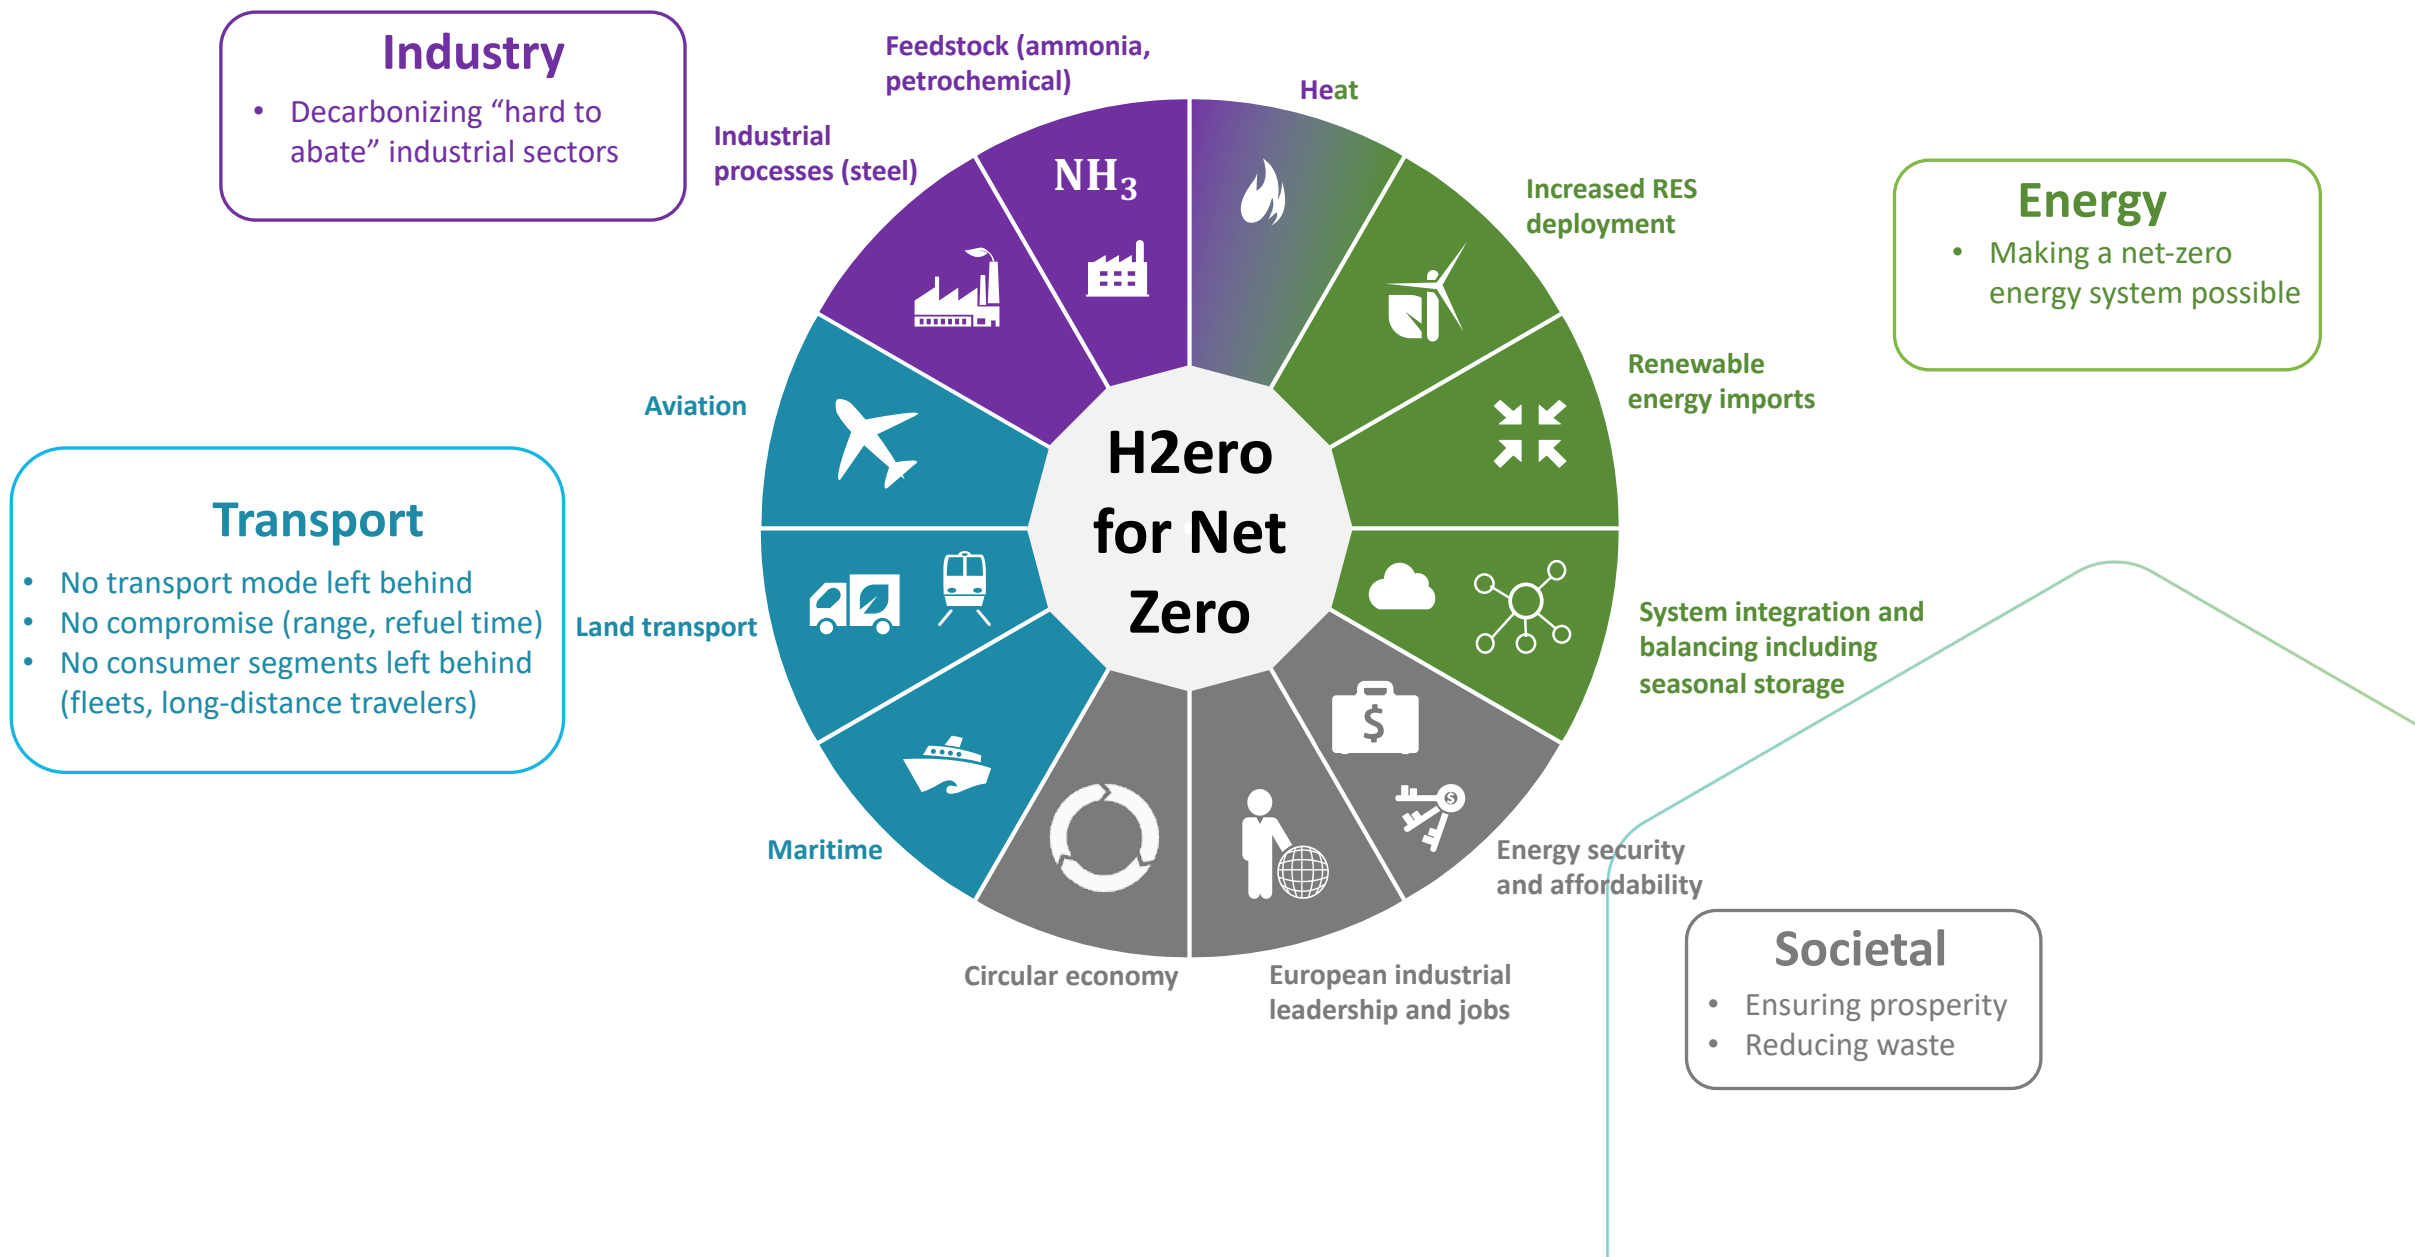 Industry
• Decarbonizing “hard to
abate” industrial sectors
Feedstock (ammonia,
petrochemical)
Heat
Industrial
processes (steel)
NH₃
Increased RES
deployment
Energy
• Making a net-zero
energy system possible
Renewable
energy imports
Aviation
H2ero
for Net
Zero
Transport
• No transport mode left behind
• No compromise (range, refuel time)
• No consumer segments left behind
(fleets, long-distance travelers)
Land transport
System integration and
balancing including
seasonal storage
$
$
Maritime
Energy security
and affordability
Circular economy
European industrial
leadership and jobs
Societal
• Ensuring prosperity
• Reducing waste